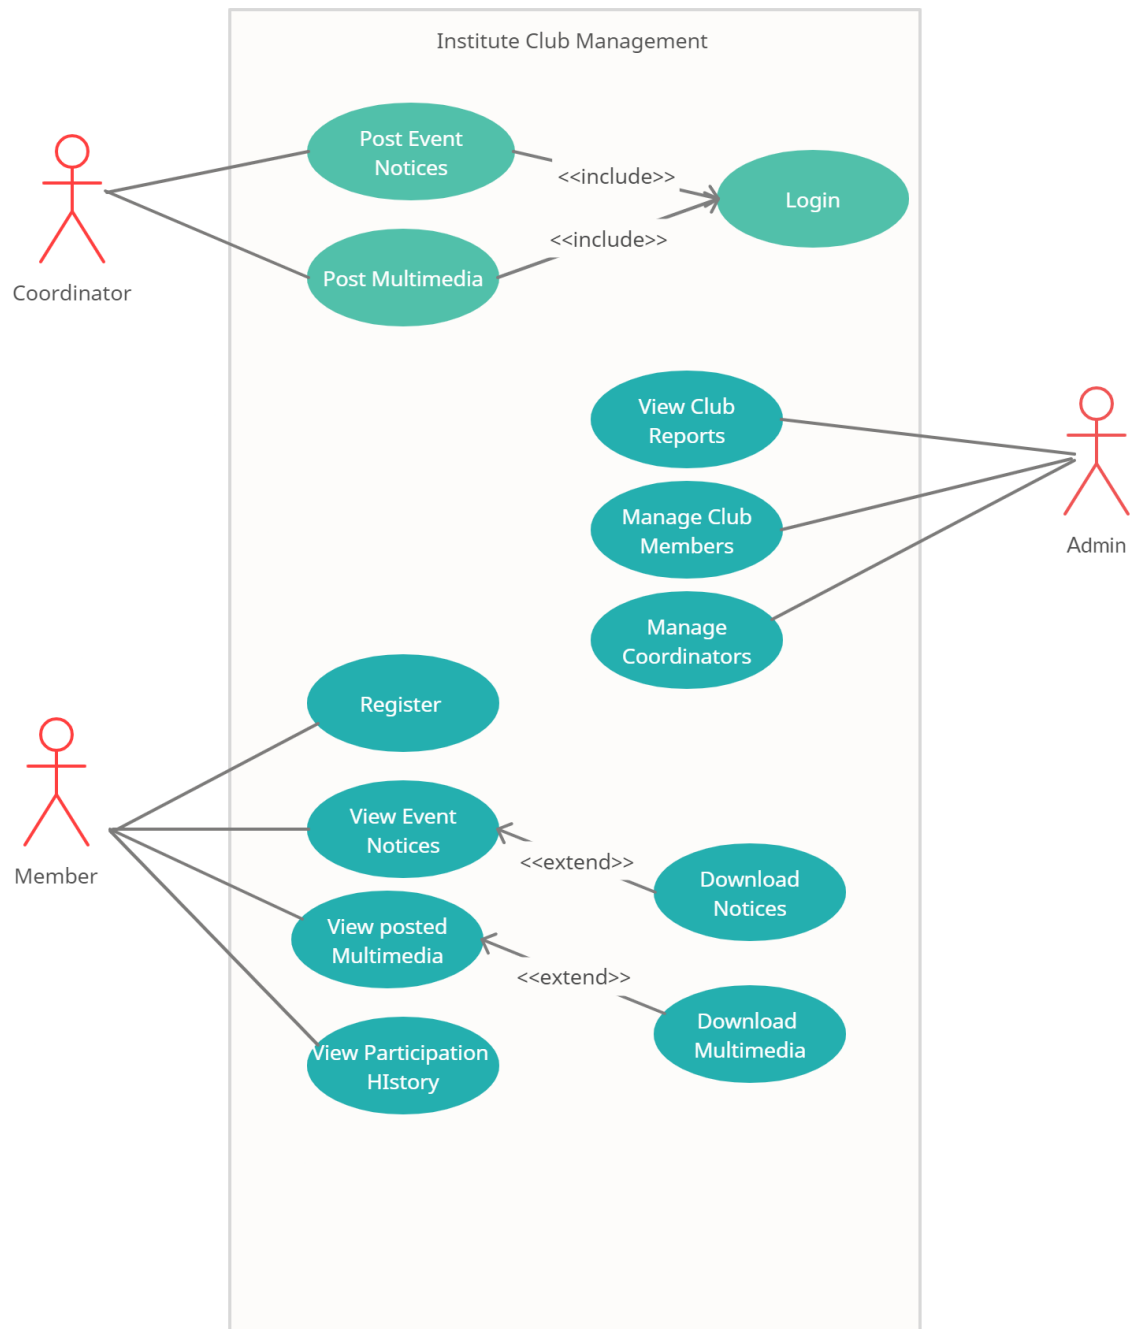 Institute Club Management
Post Event
Notices
<<include>>
Login
<<include>>
Post Multimedia
Coordinator
View Club
Reports
Manage Club
Members
Admin
Manage
Coordinators
Register
View Event
Notices
<<extend>>
Download
Notices
Member
View posted
Multimedia
<<extend>>
Download
Multimedia
View Participation
HIstory